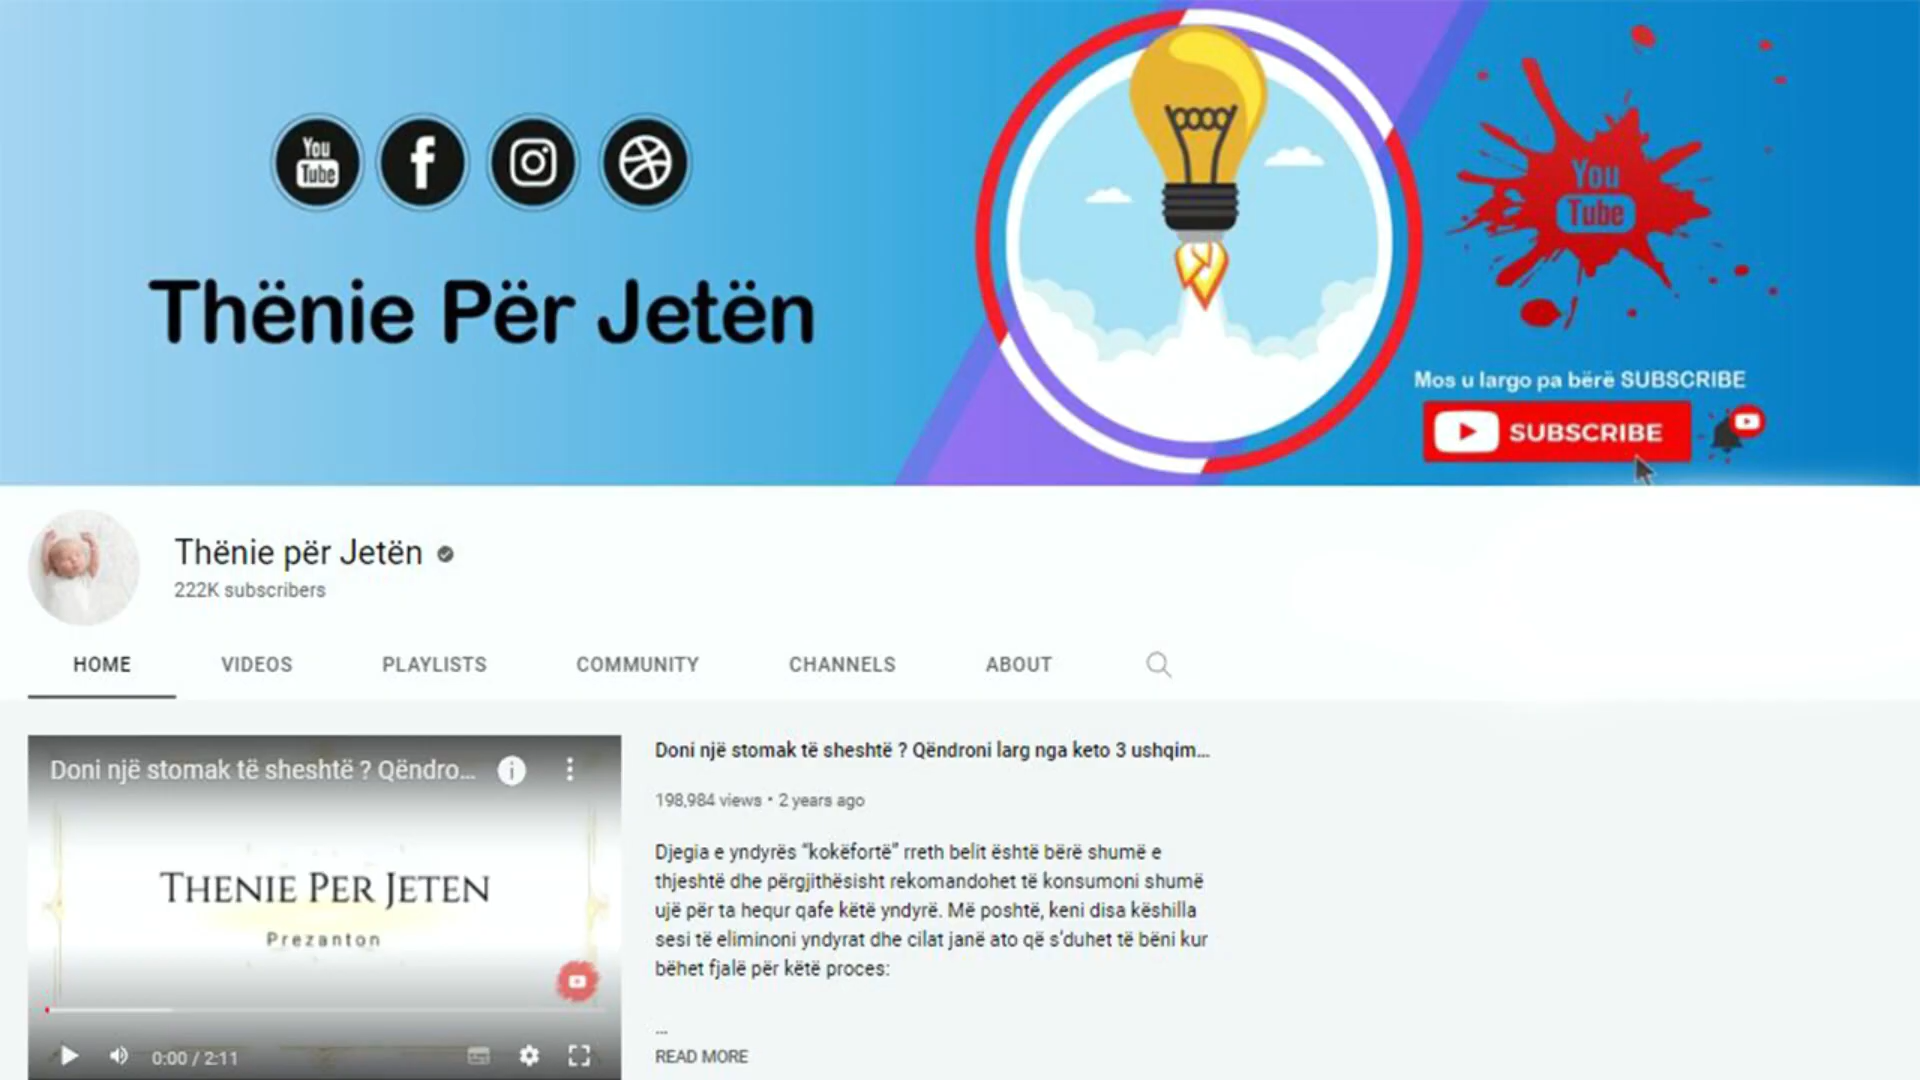 You
Tube
f
Thënie Për Jetën
You
Tube
Mos u largo pa bërë SUBSCRIBE
SUBSCRIBE
Thënie për Jetën
222K subscribers
HOME VIDEOS PLAYLISTS COMMUNITY CHANNELS ABOUT
Doni një stomak të sheshtë ? Qëndro...
THENIE PER JETEN
Prezanton
0:00 / 2:11
Doni një stomak të sheshtë ? Qëndroni larg nga keto 3 ushqim...
198,984 views • 2 years ago
Djegia e yndyrës “kokëfortë” rreth belit është bërë shumë e
thjeshtë dhe përgjithësisht rekomandohet të konsumoni shumë
ujë për ta hequr qafe këtë yndyrë. Më poshtë, keni disa këshilla
sesi të eliminoni yndyrat dhe cilat janë ato që s'duhet të bëni kur
bëhet fjalë për këtë proces:
...
READ MORE